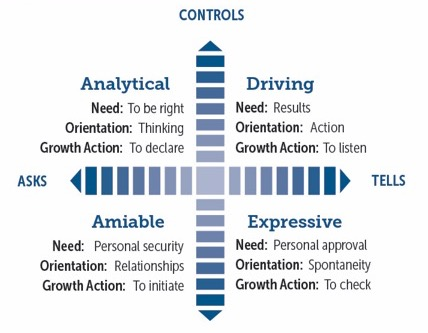 CONTROLS
Analytical
Need: To be right
Orientation: Thinking
Growth Action: To declare
Driving
Need: Results
Orientation: Action
Growth Action: To listen
ASKS
TELLS
Amiable
Need: Personal security
Orientation: Relationships
Growth Action: To initiate
Expressive
Need: Personal approval
Orientation: Spontaneity
Growth Action: To check